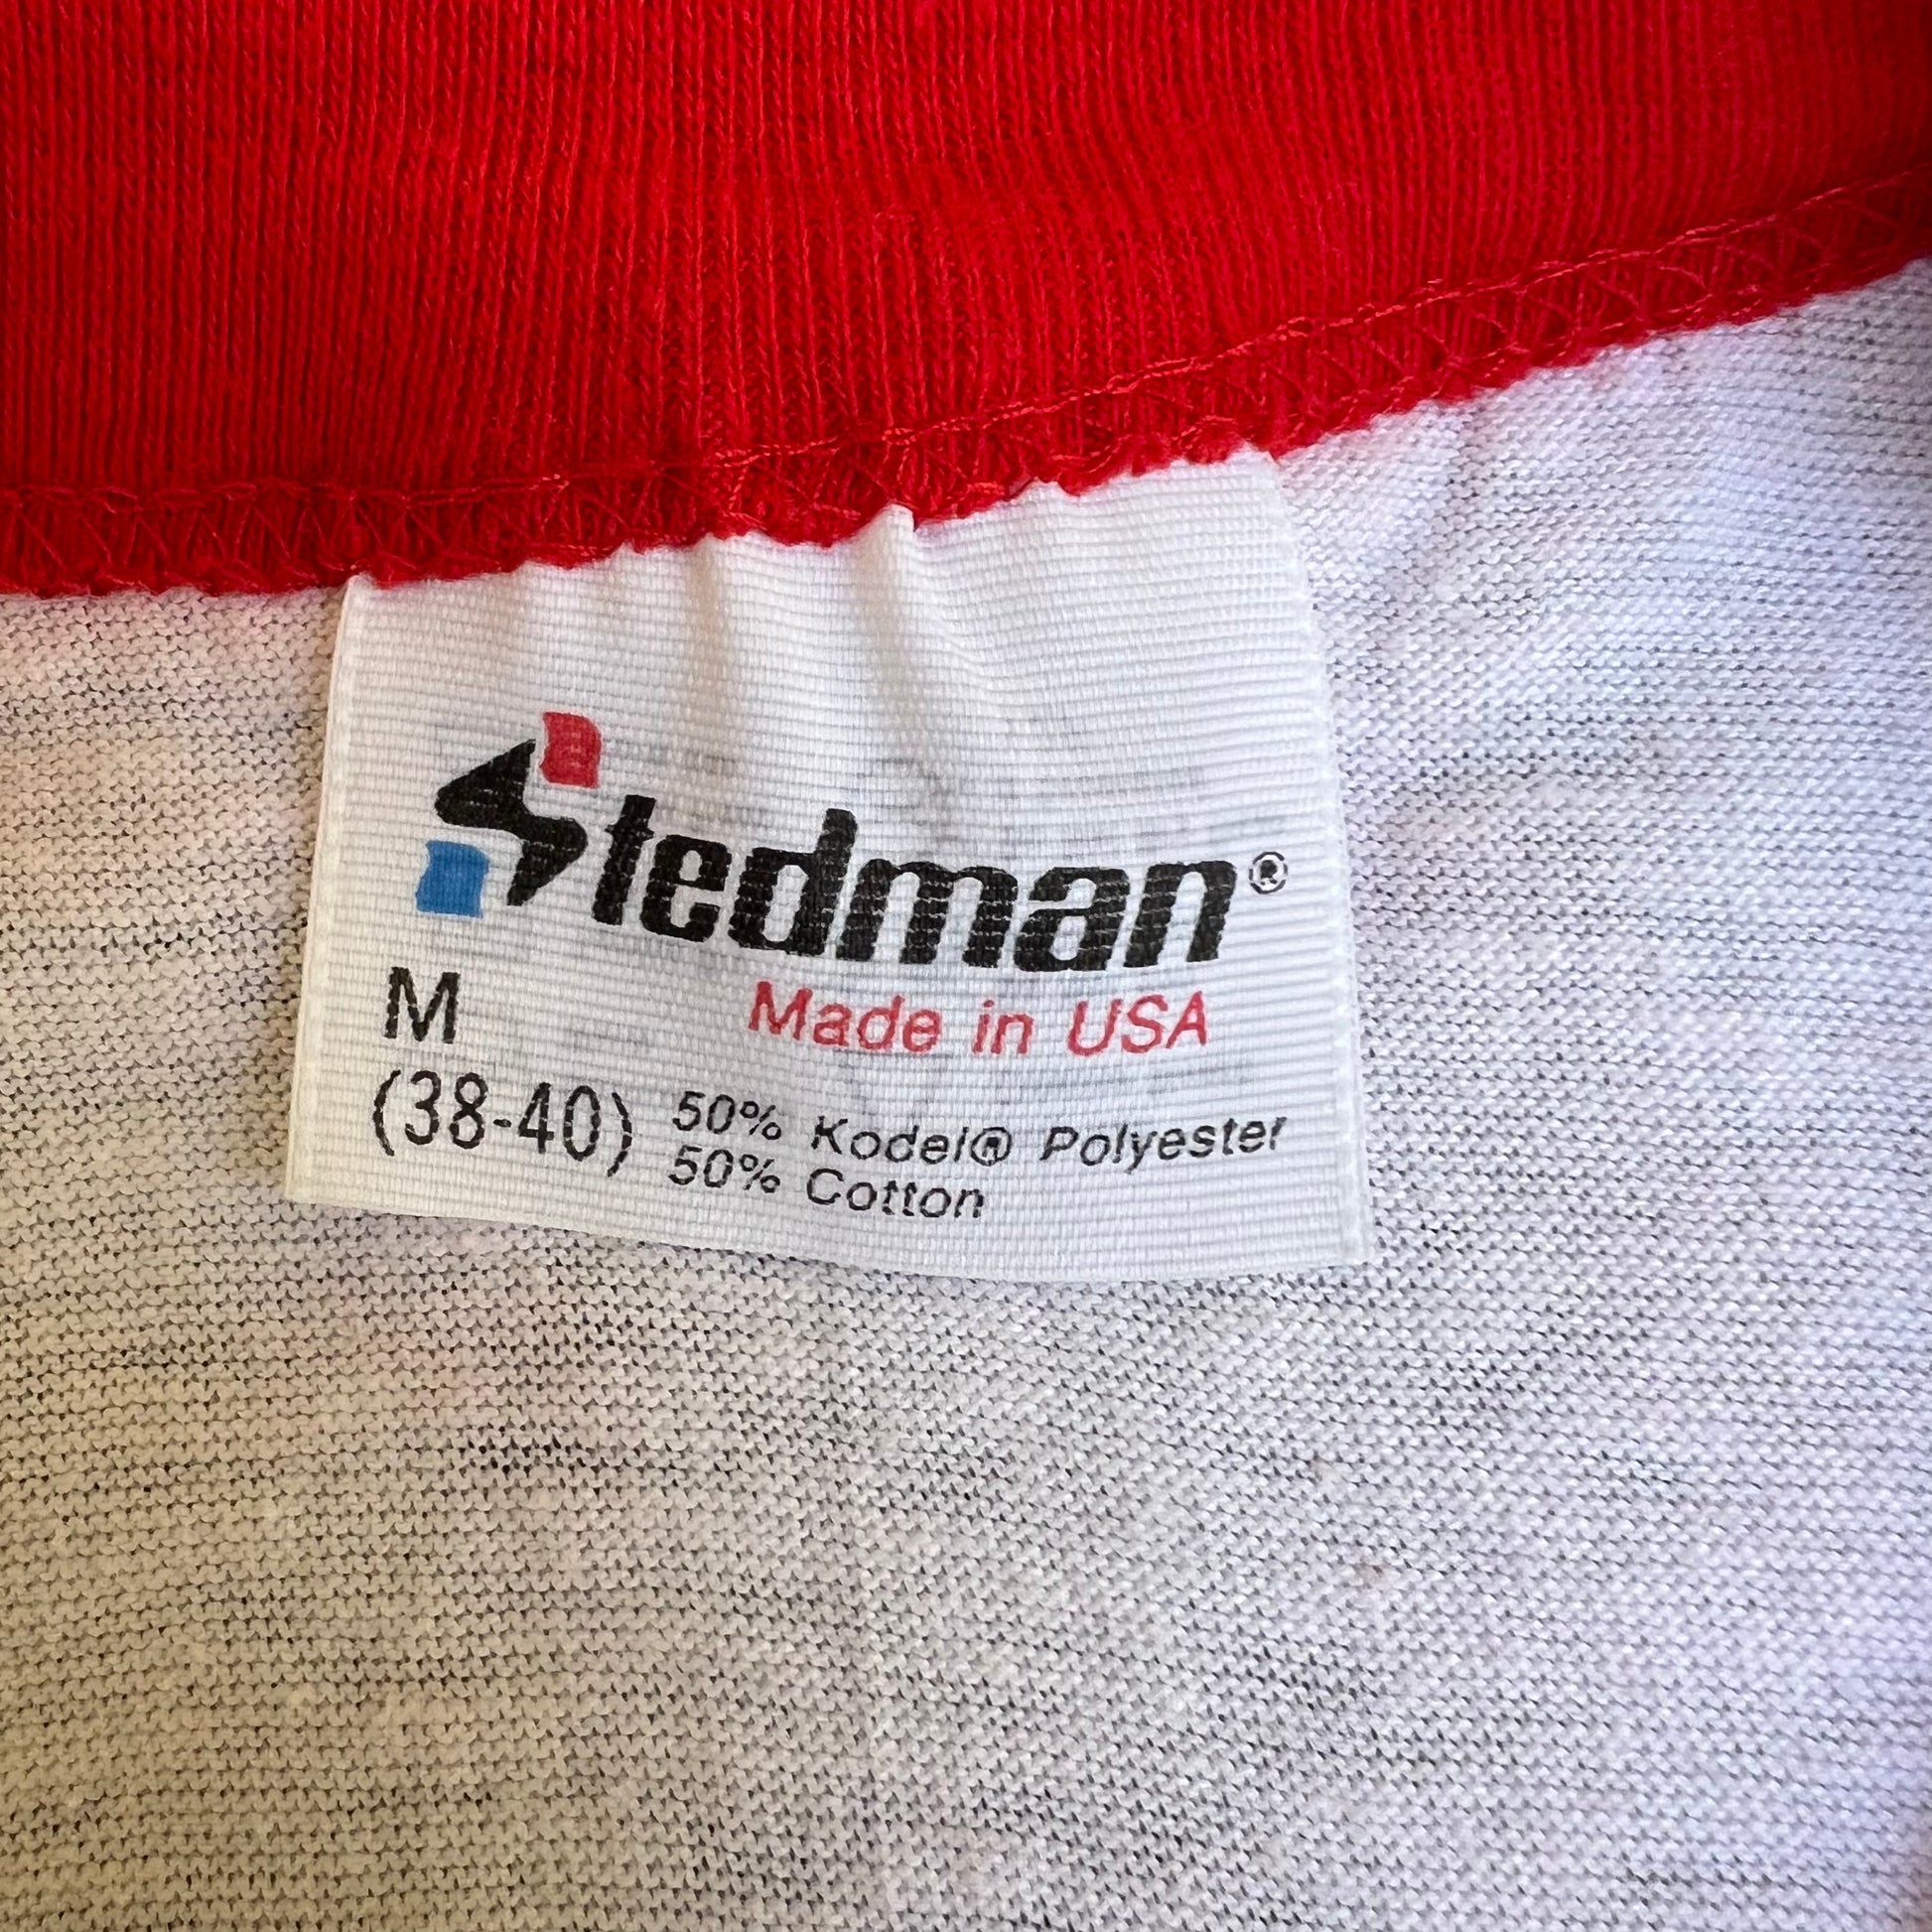 Stedman®
M Made in USA
(38-40) 50% Kodel® Polyester
50% Cotton